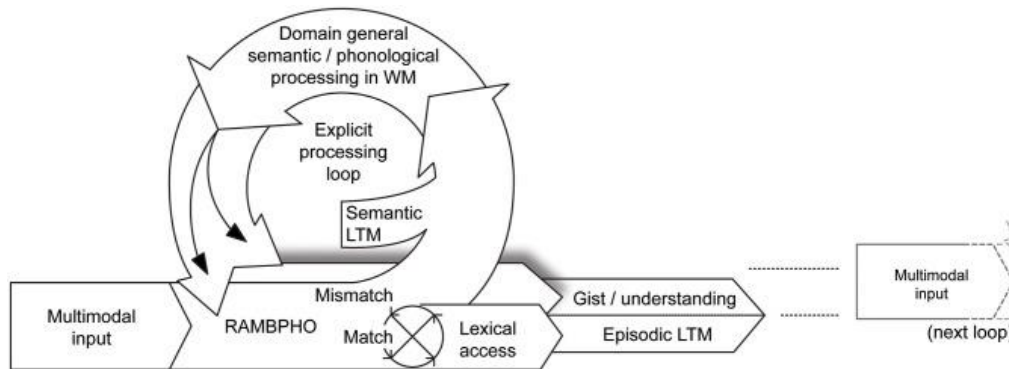 Domain general
semantic / phonological
processing in WM
Explicit
processing
loop
Semantic
LTM
Multimodal
input
RAMBPHO
Mismatch
Match
Lexical
access
Gist / understanding
Episodic LTM
Multimodal
input
(next loop)